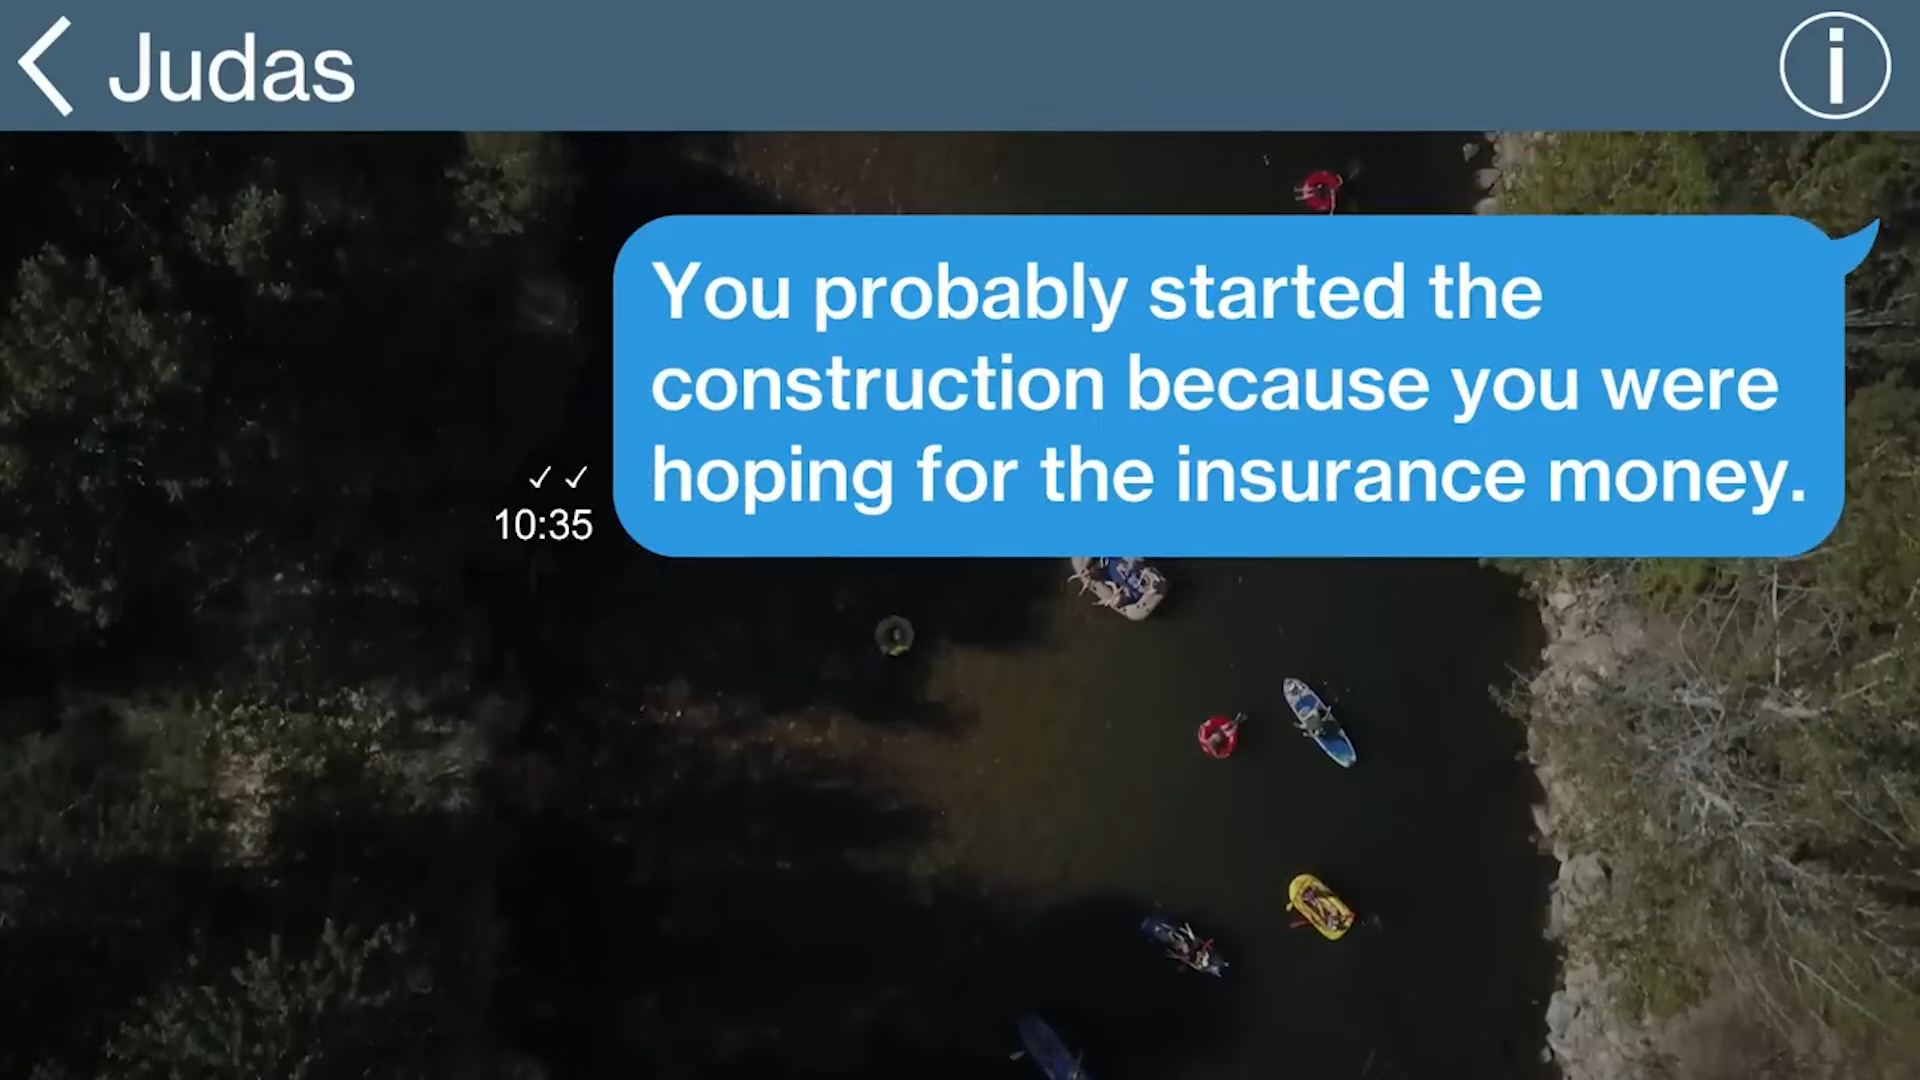 Judas
i
You probably started the
construction because you were
hoping for the insurance money.
✓✓
10:35